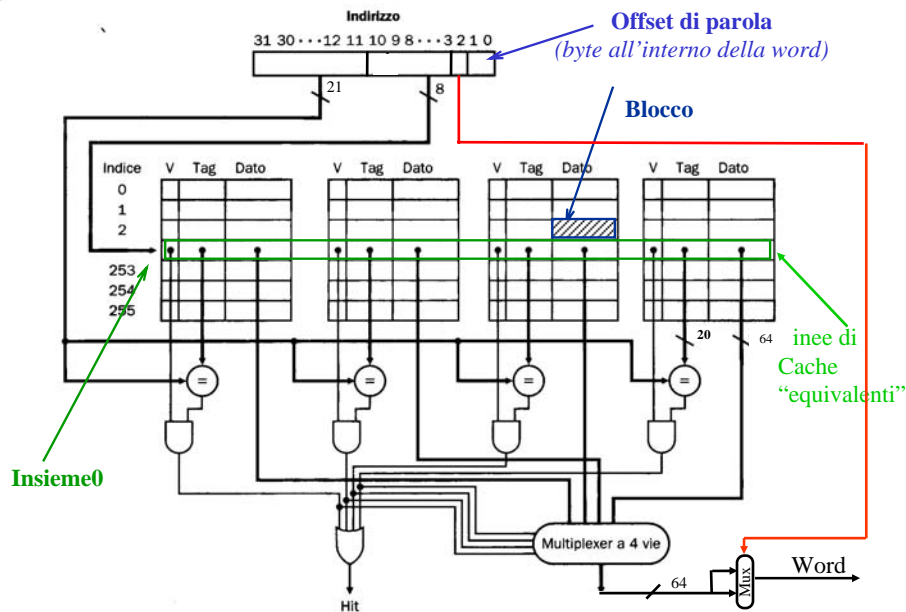 Indirizzo
31 30 ··· 12 11 10 9 8 ··· 3 2 1 0
Offset di parola
(byte all'interno della word)
21
8
Blocco
Indice
V Tag Dato
V Tag Dato
V Tag Dato
V Tag Dato
0
1
2
253
254
255
20
64
inee di
Cache
“equivalenti”
=
=
=
=
Insieme0
Multiplexer a 4 vie
64
Mux
Word
Hit